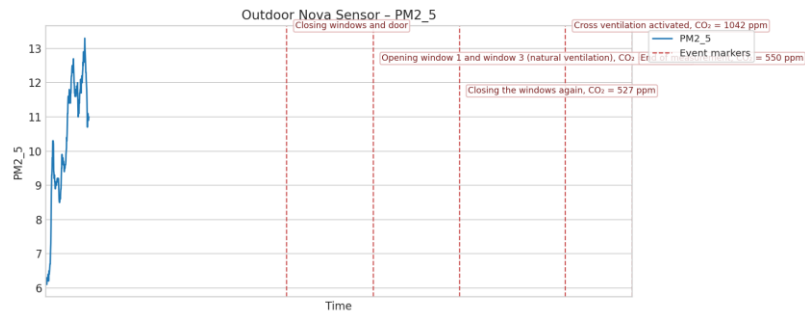 Outdoor Nova Sensor – PM2_5
Closing windows and door
Cross ventilation activated, CO₂ = 1042 ppm
PM2_5
Event markers
Opening window 1 and window 3 (natural ventilation), CO₂
End of = 550 ppm
Closing the windows again, CO₂ = 527 ppm
13
12
11
10
9
8
7
6
PM2_5
Time